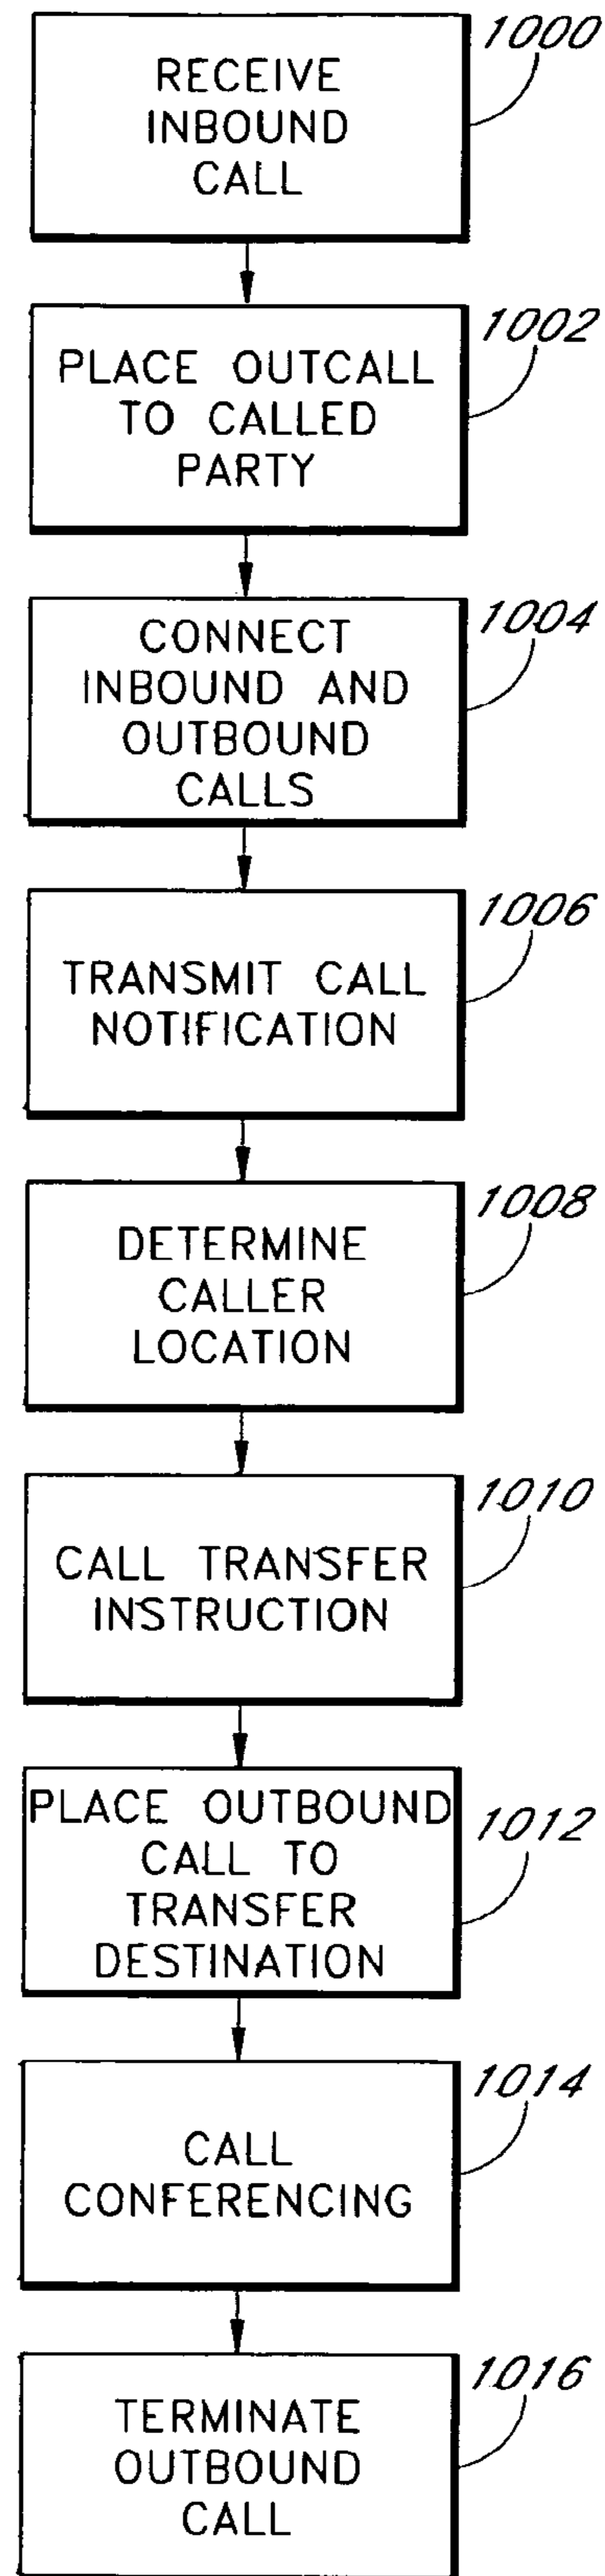 1000
RECEIVE
INBOUND
CALL
1002
PLACE OUTCALL
TO CALLED
PARTY
1004
CONNECT
INBOUND AND
OUTBOUND
CALLS
1006
TRANSMIT CALL
NOTIFICATION
1008
DETERMINE
CALLER
LOCATION
1010
CALL TRANSFER
INSTRUCTION
PLACE OUTBOUND
1012
CALL TO
TRANSFER
DESTINATION
1014
CALL
CONFERENCING
1016
TERMINATE
OUTBOUND
CALL